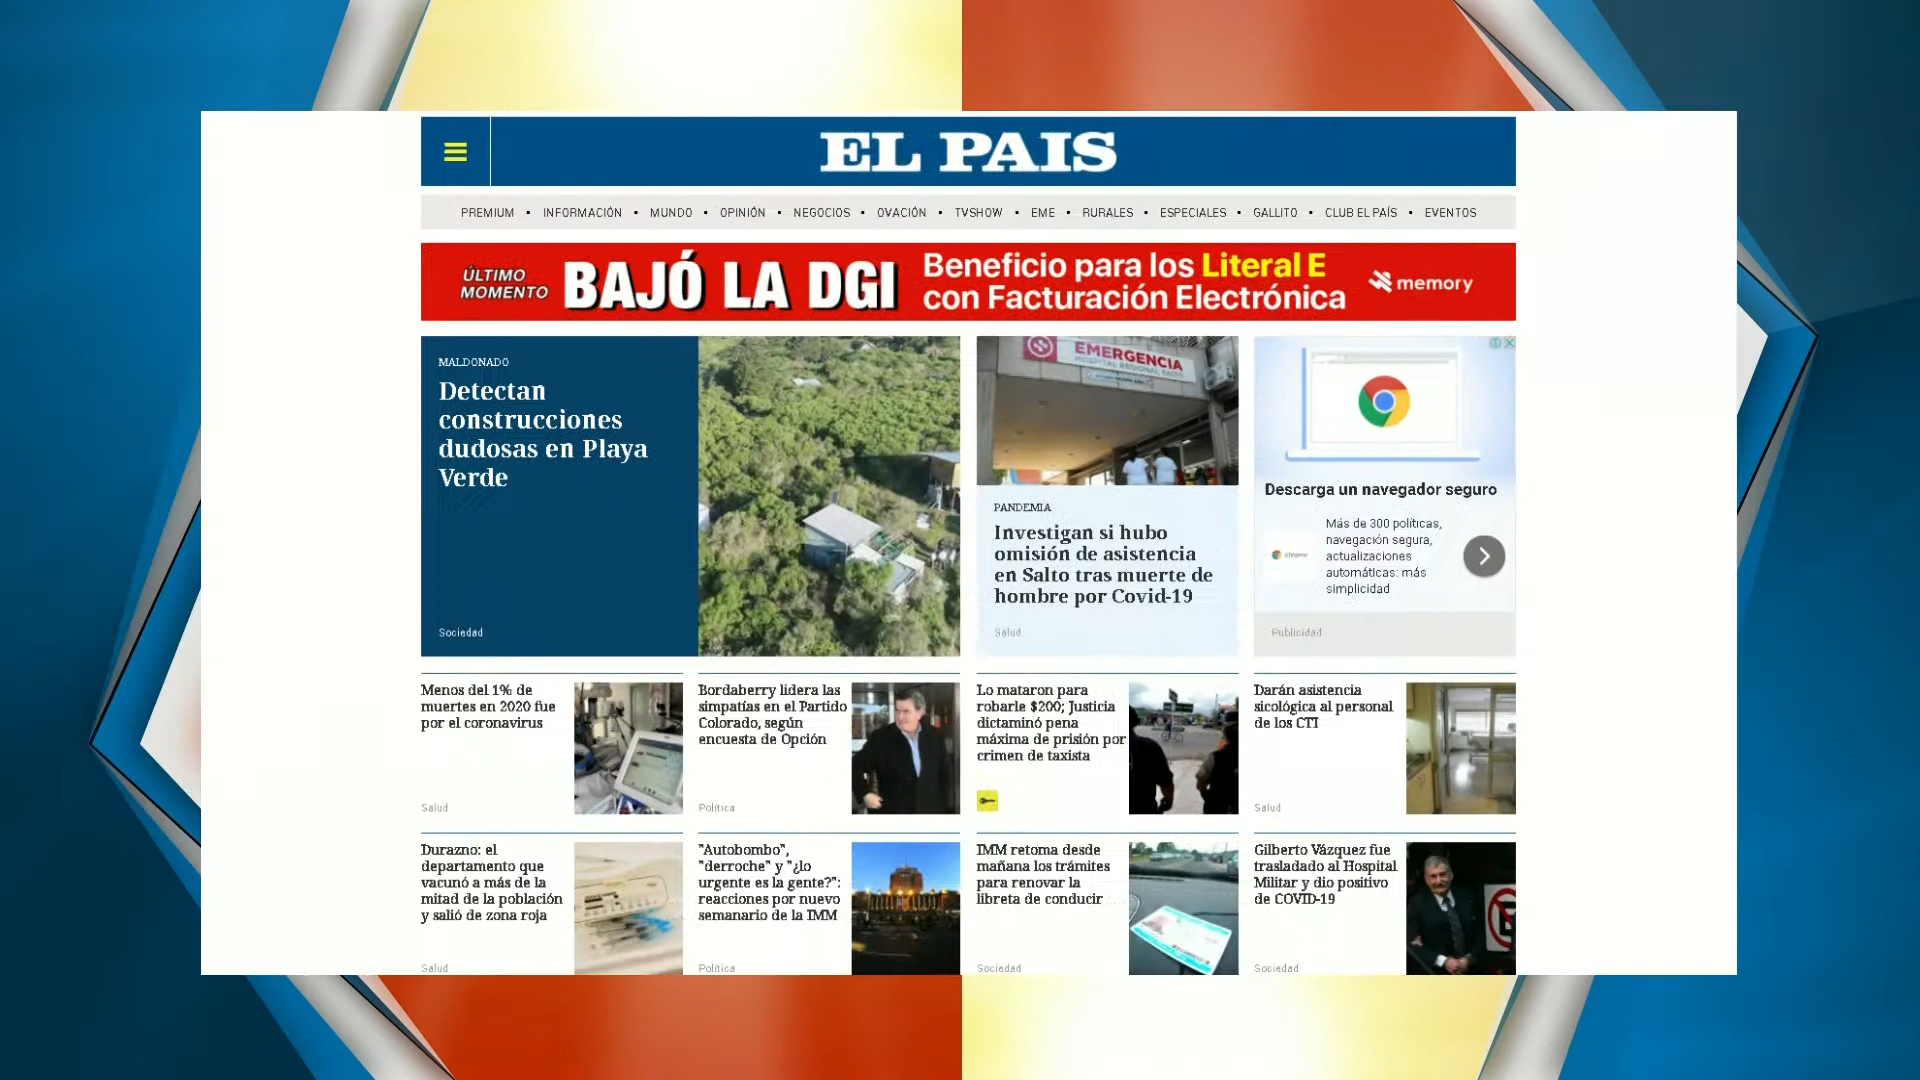 EL PAIS
PREMIUM • INFORMACIÓN • MUNDO • OPINIÓN • NEGOCIOS • OVACIÓN • TVSHOW • EME • RURALES • ESPECIALES • GALLITO • CLUB EL PAÍS • EVENTOS
ÚLTIMO
MOMENTO
BAJÓ LA DGI
Beneficio para los Literal E
con Facturación Electrónica
memory
MALDONADO
Detectan
construcciones
dudosas en Playa
Verde
Sociedad
EMERGENCIA
HOSPITAL REGIONAL SALTO
PANDEMIA
Investigan si hubo
omisión de asistencia
en Salto tras muerte de
hombre por Covid-19
Salud
Descarga un navegador seguro
chrome
Más de 300 políticas,
navegación segura,
actualizaciones
automáticas: más
simplicidad
Publicidad
Menos del 1% de
muertes en 2020 fue
por el coronavirus
Salud
Bordaberry lidera las
simpatías en el Partido
Colorado, según
encuesta de Opción
Política
Lo mataron para
robarle $200; Justicia
dictaminó pena
máxima de prisión por
crimen de taxista
Darán asistencia
sicológica al personal
de los CTI
Salud
Durazno: el
departamento que
vacunó a más de la
mitad de la población
y salió de zona roja
Salud
"Autobombo",
"derroche" y "¿lo
urgente es la gente?":
reacciones por nuevo
semanario de la IMM
Política
IMM retoma desde
mañana los trámites
para renovar la
libreta de conducir
Sociedad
Gilberto Vázquez fue
trasladado al Hospital
Militar y dio positivo
de COVID-19
Sociedad